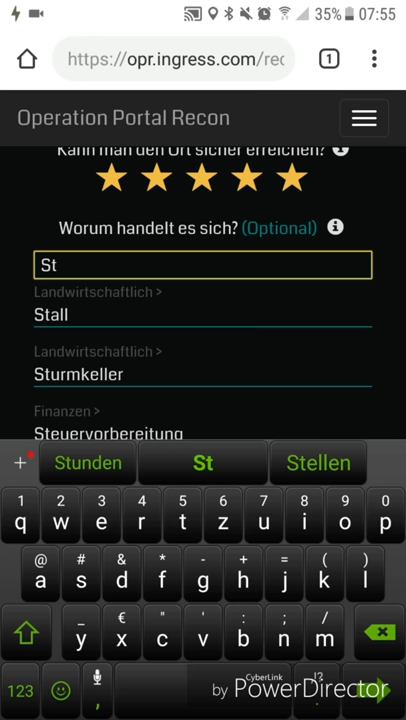 35% 07:55
https://opr.ingress.com/rec
1
Operation Portal Recon
Kann man den Ort sicher erreichen?
Worum handelt es sich? (Optional)
St
Landwirtschaftlich >
Stall
Landwirtschaftlich >
Sturmkeller
Finanzen >
Steuervorbereitung
+ Stunden St Stellen
1 2 3 4 5 6 7 8 9 0
q w e r t z u i o p
@ # & * - + = ( )
a s d f g h j k l
_ € " ' : ; /
y x c v b n m
123 , !? .
CyberLink
by PowerDirector